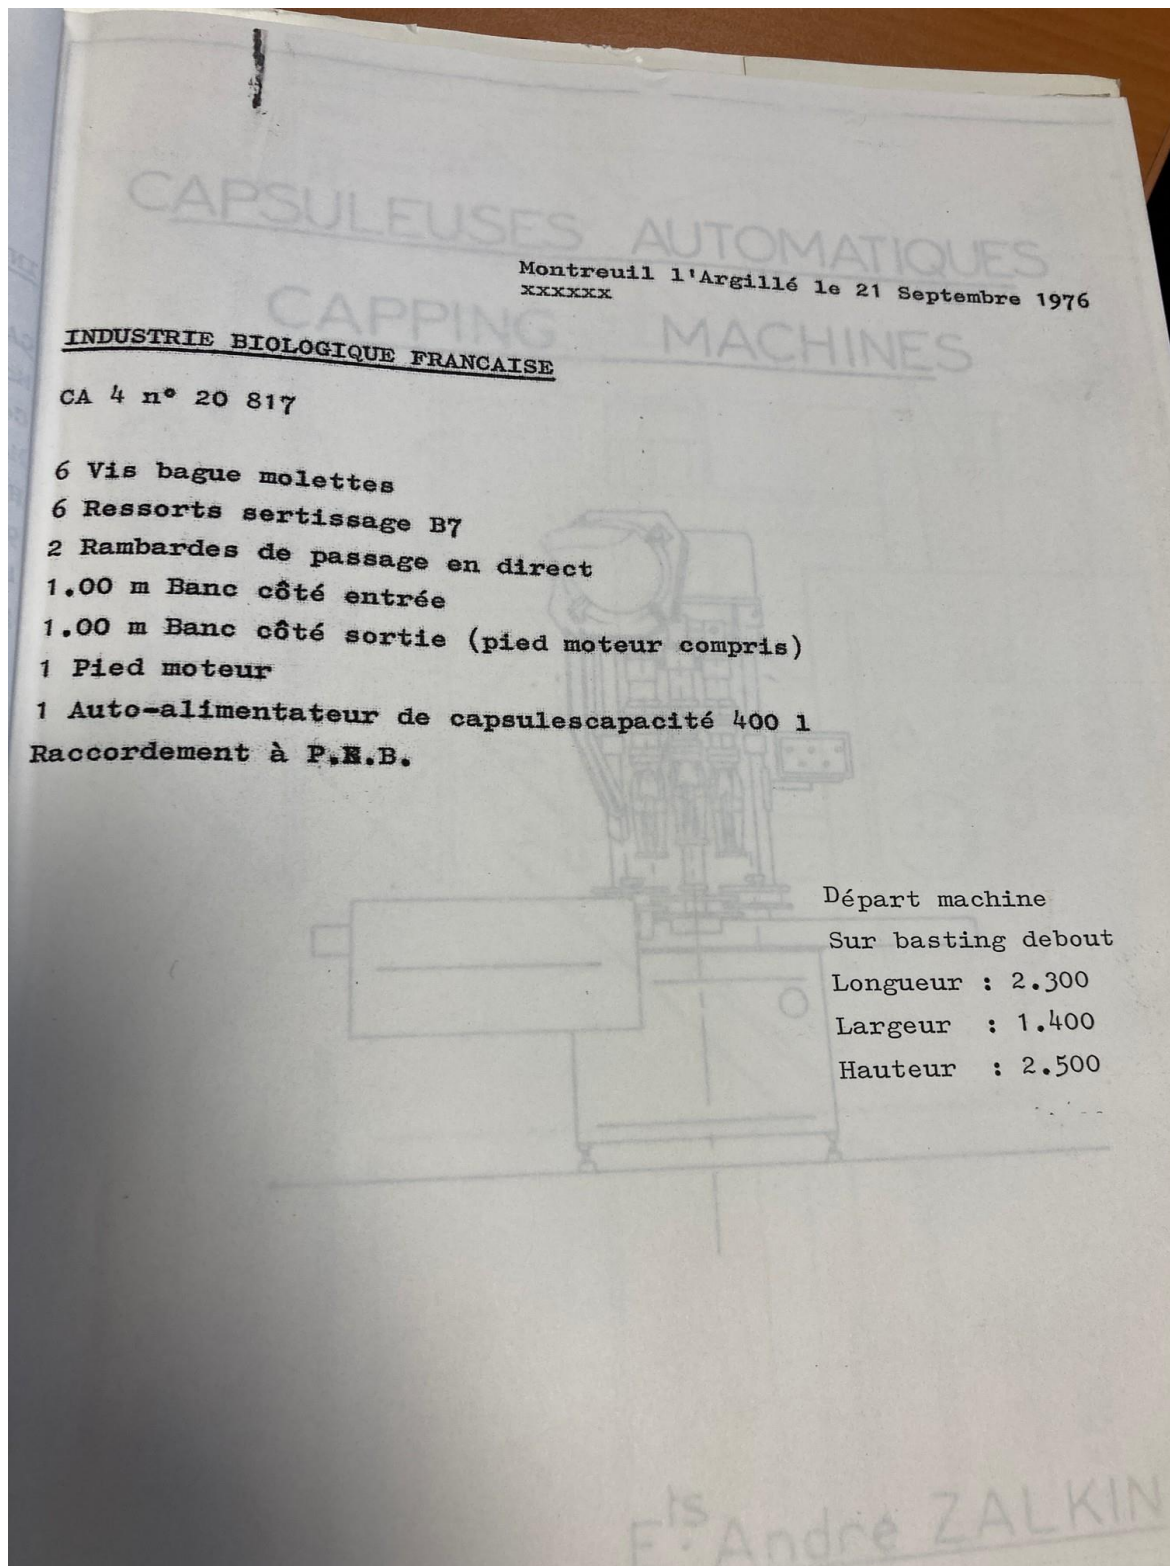 CAPSULEUSES AUTOMATIQUES
Montreuil l'Argillé le 21 Septembre 1976
xxxxxx
CAPPING MACHINES
INDUSTRIE BIOLOGIQUE FRANCAISE
CA 4 nº 20 817
6 Vis bague molettes
6 Ressorts sertissage B7
2 Rambardes de passage en direct
1.00 m Banc côté entrée
1.00 m Banc côté sortie (pied moteur compris)
1 Pied moteur
1 Auto-alimentateur de capsulescapacité 400 l
Raccordement à
Départ machine
Sur basting debout
Longueur : 2.300
Largeur : 1.400
Hauteur : 2.500
Ets André ZALKIN